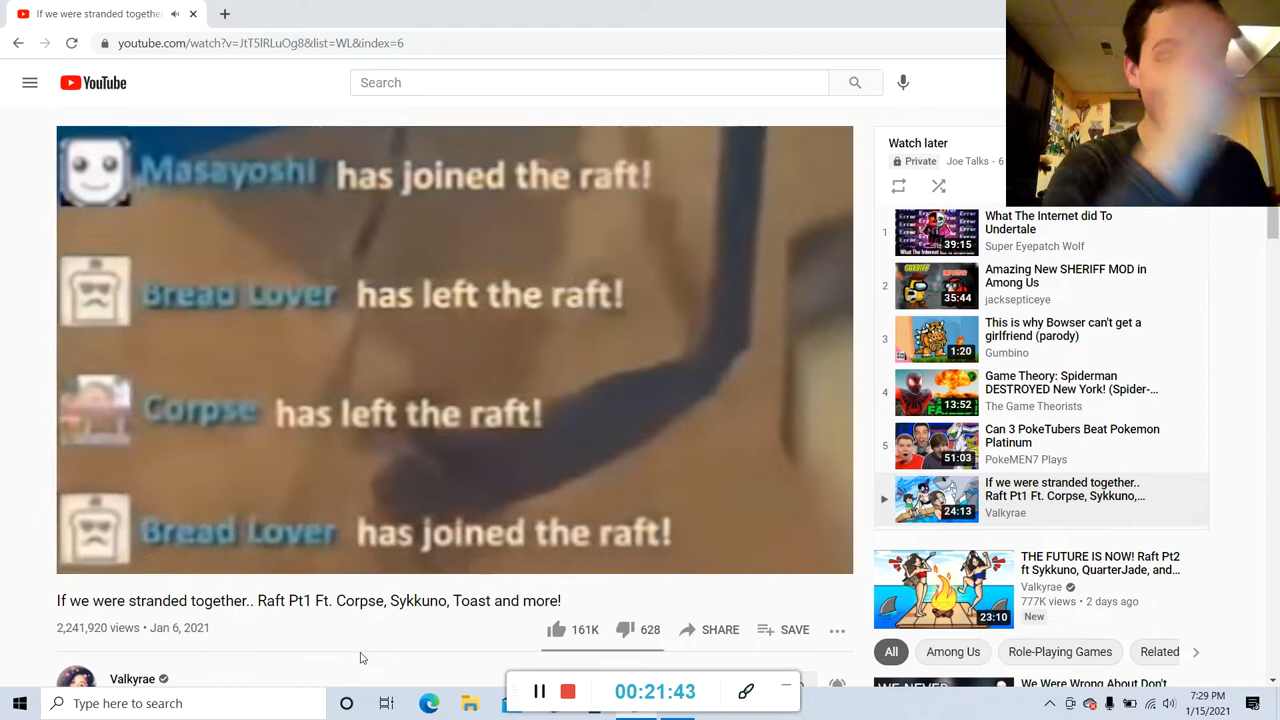 If we were stranded together
youtube.com/watch?v=JtT5lRLuOg8&list=WL&index=6
YouTube
Search
has joined the raft!
has left the raft!
Corpse has left the raft!
has joined the raft!
If we were stranded together.. Raft Pt1 Ft. Corpse, Sykkuno, Toast and more!
2,241,920 views • Jan 6, 2021
161K
628
SHARE
SAVE
Valkyrae
Watch later
Private
Joe Talks - 6
1
39:15
What The Internet did To
Undertale
Super Eyepatch Wolf
2
35:44
Amazing New SHERIFF MOD in
Among Us
jacksepticeye
3
1:20
This is why Bowser can't get a
girlfriend (parody)
Gumbino
4
13:52
Game Theory: Spiderman
DESTROYED New York! (Spider-...
The Game Theorists
5
51:03
Can 3 PokeTubers Beat Pokemon
Platinum
PokeMEN7 Plays
24:13
If we were stranded together..
Raft Pt1 Ft. Corpse, Sykkuno,...
Valkyrae
23:10
THE FUTURE IS NOW! Raft Pt2
ft Sykkuno, QuarterJade, and...
Valkyrae
777K views • 2 days ago
New
All
Among Us
Role-Playing Games
Related
We Were Wrong About Don't
00:21:43
Type here to search
7:29 PM
1/15/2021